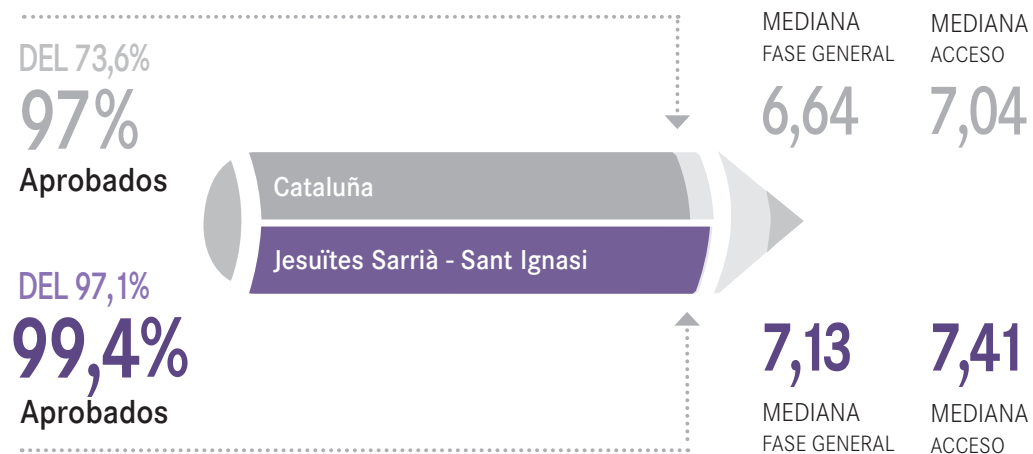 DEL 73,6%
97%
Aprobados
MEDIANA
FASE GENERAL
6,64
MEDIANA
ACCESO
7,04
Cataluña
Jesuïtes Sarrià - Sant Ignasi
DEL 97,1%
99,4%
Aprobados
7,13
MEDIANA
FASE GENERAL
7,41
MEDIANA
ACCESO